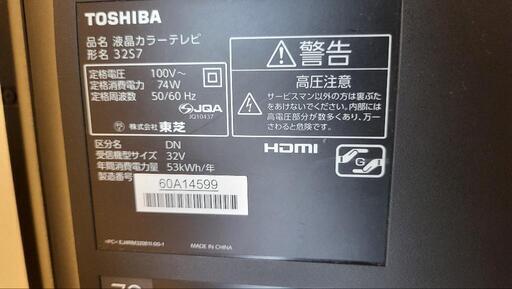 TOSHIBA
品名 液晶カラーテレビ
形名 32S7
定格電圧 100V～
定格消費電力 74W
定格周波数 50/60 Hz
JQA
JQ10437
株式会社 東芝
区分名 DN
受信機型サイズ 32V
年間消費電力量 53kWh/年
製造番号
60A14599
MADE IN CHINA
警告
高圧注意
サービスマン以外の方は裏ぶた
をあけないでください。内部には
高電圧部分が数多くあり、万一
さわると危険です。
HDMI
G